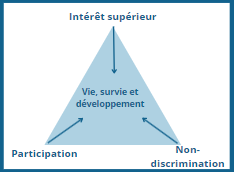 Intérêt supérieur
Vie, survie et
développement
Participation
Non-
discrimination